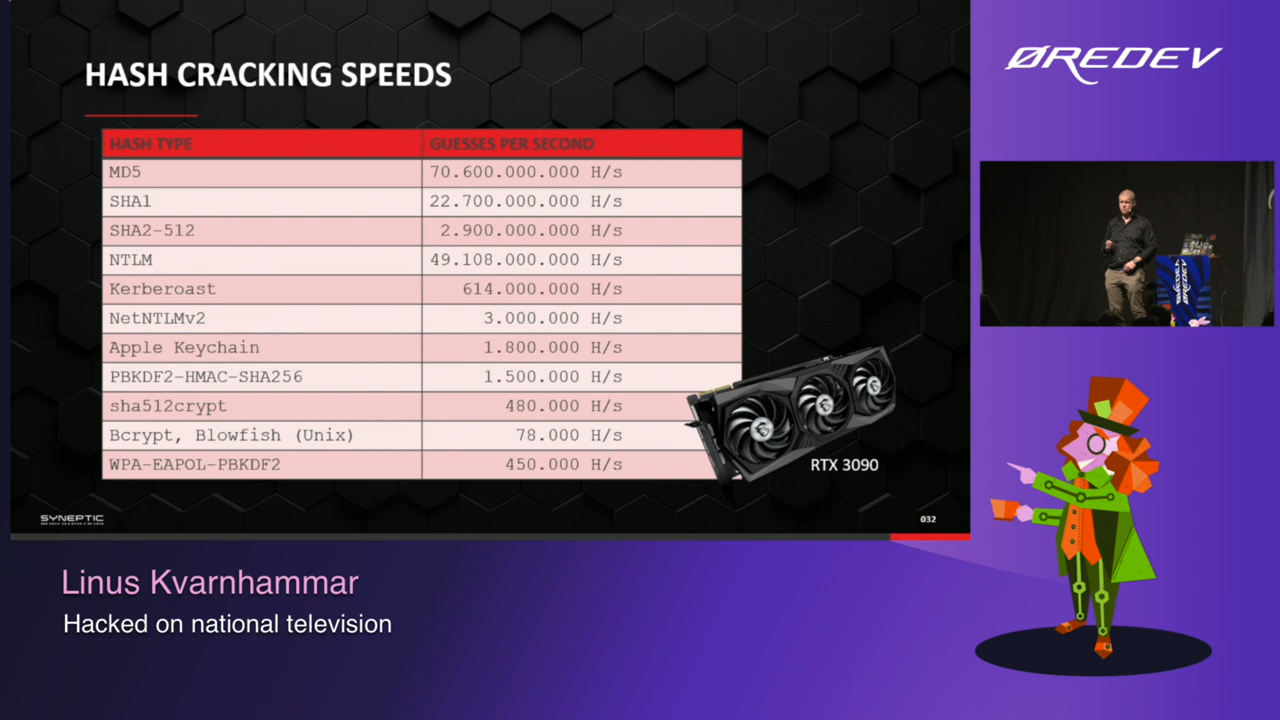 HASH CRACKING SPEEDS
HASH TYPE GUESSES PER SECOND
MD5 70.600.000.000 H/s
SHA1 22.700.000.000 H/s
SHA2-512 2.900.000.000 H/s
NTLM 49.108.000.000 H/s
Kerberoast 614.000.000 H/s
NetNTLMv2 3.000.000 H/s
Apple Keychain 1.800.000 H/s
PBKDF2-HMAC-SHA256 1.500.000 H/s
sha512crypt 480.000 H/s
Bcrypt, Blowfish (Unix) 78.000 H/s
WPA-EAPOL-PBKDF2 450.000 H/s
RTX 3090
SYNEPTIC
032
ØREDEV
ØREDEV
Linus Kvarnhammar
Hacked on national television